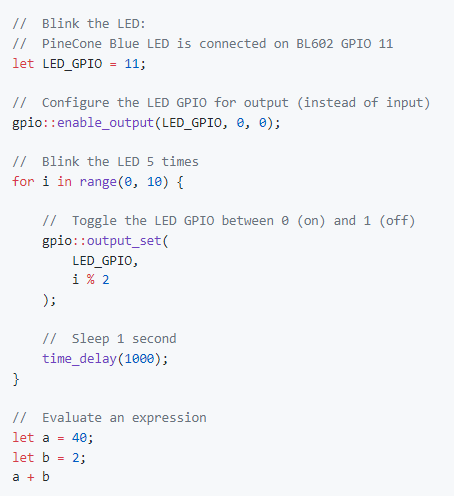 //  Blink the LED:
//  PineCone Blue LED is connected on BL602 GPIO 11
let LED_GPIO = 11;
//  Configure the LED GPIO for output (instead of input)
gpio::enable_output(LED_GPIO, 0, 0);
//  Blink the LED 5 times
for i in range(0, 10) {
    //  Toggle the LED GPIO between 0 (on) and 1 (off)
    gpio::output_set(
        LED_GPIO,
        i % 2
    );
    //  Sleep 1 second
    time_delay(1000);
}
//  Evaluate an expression
let a = 40;
let b = 2;
a + b